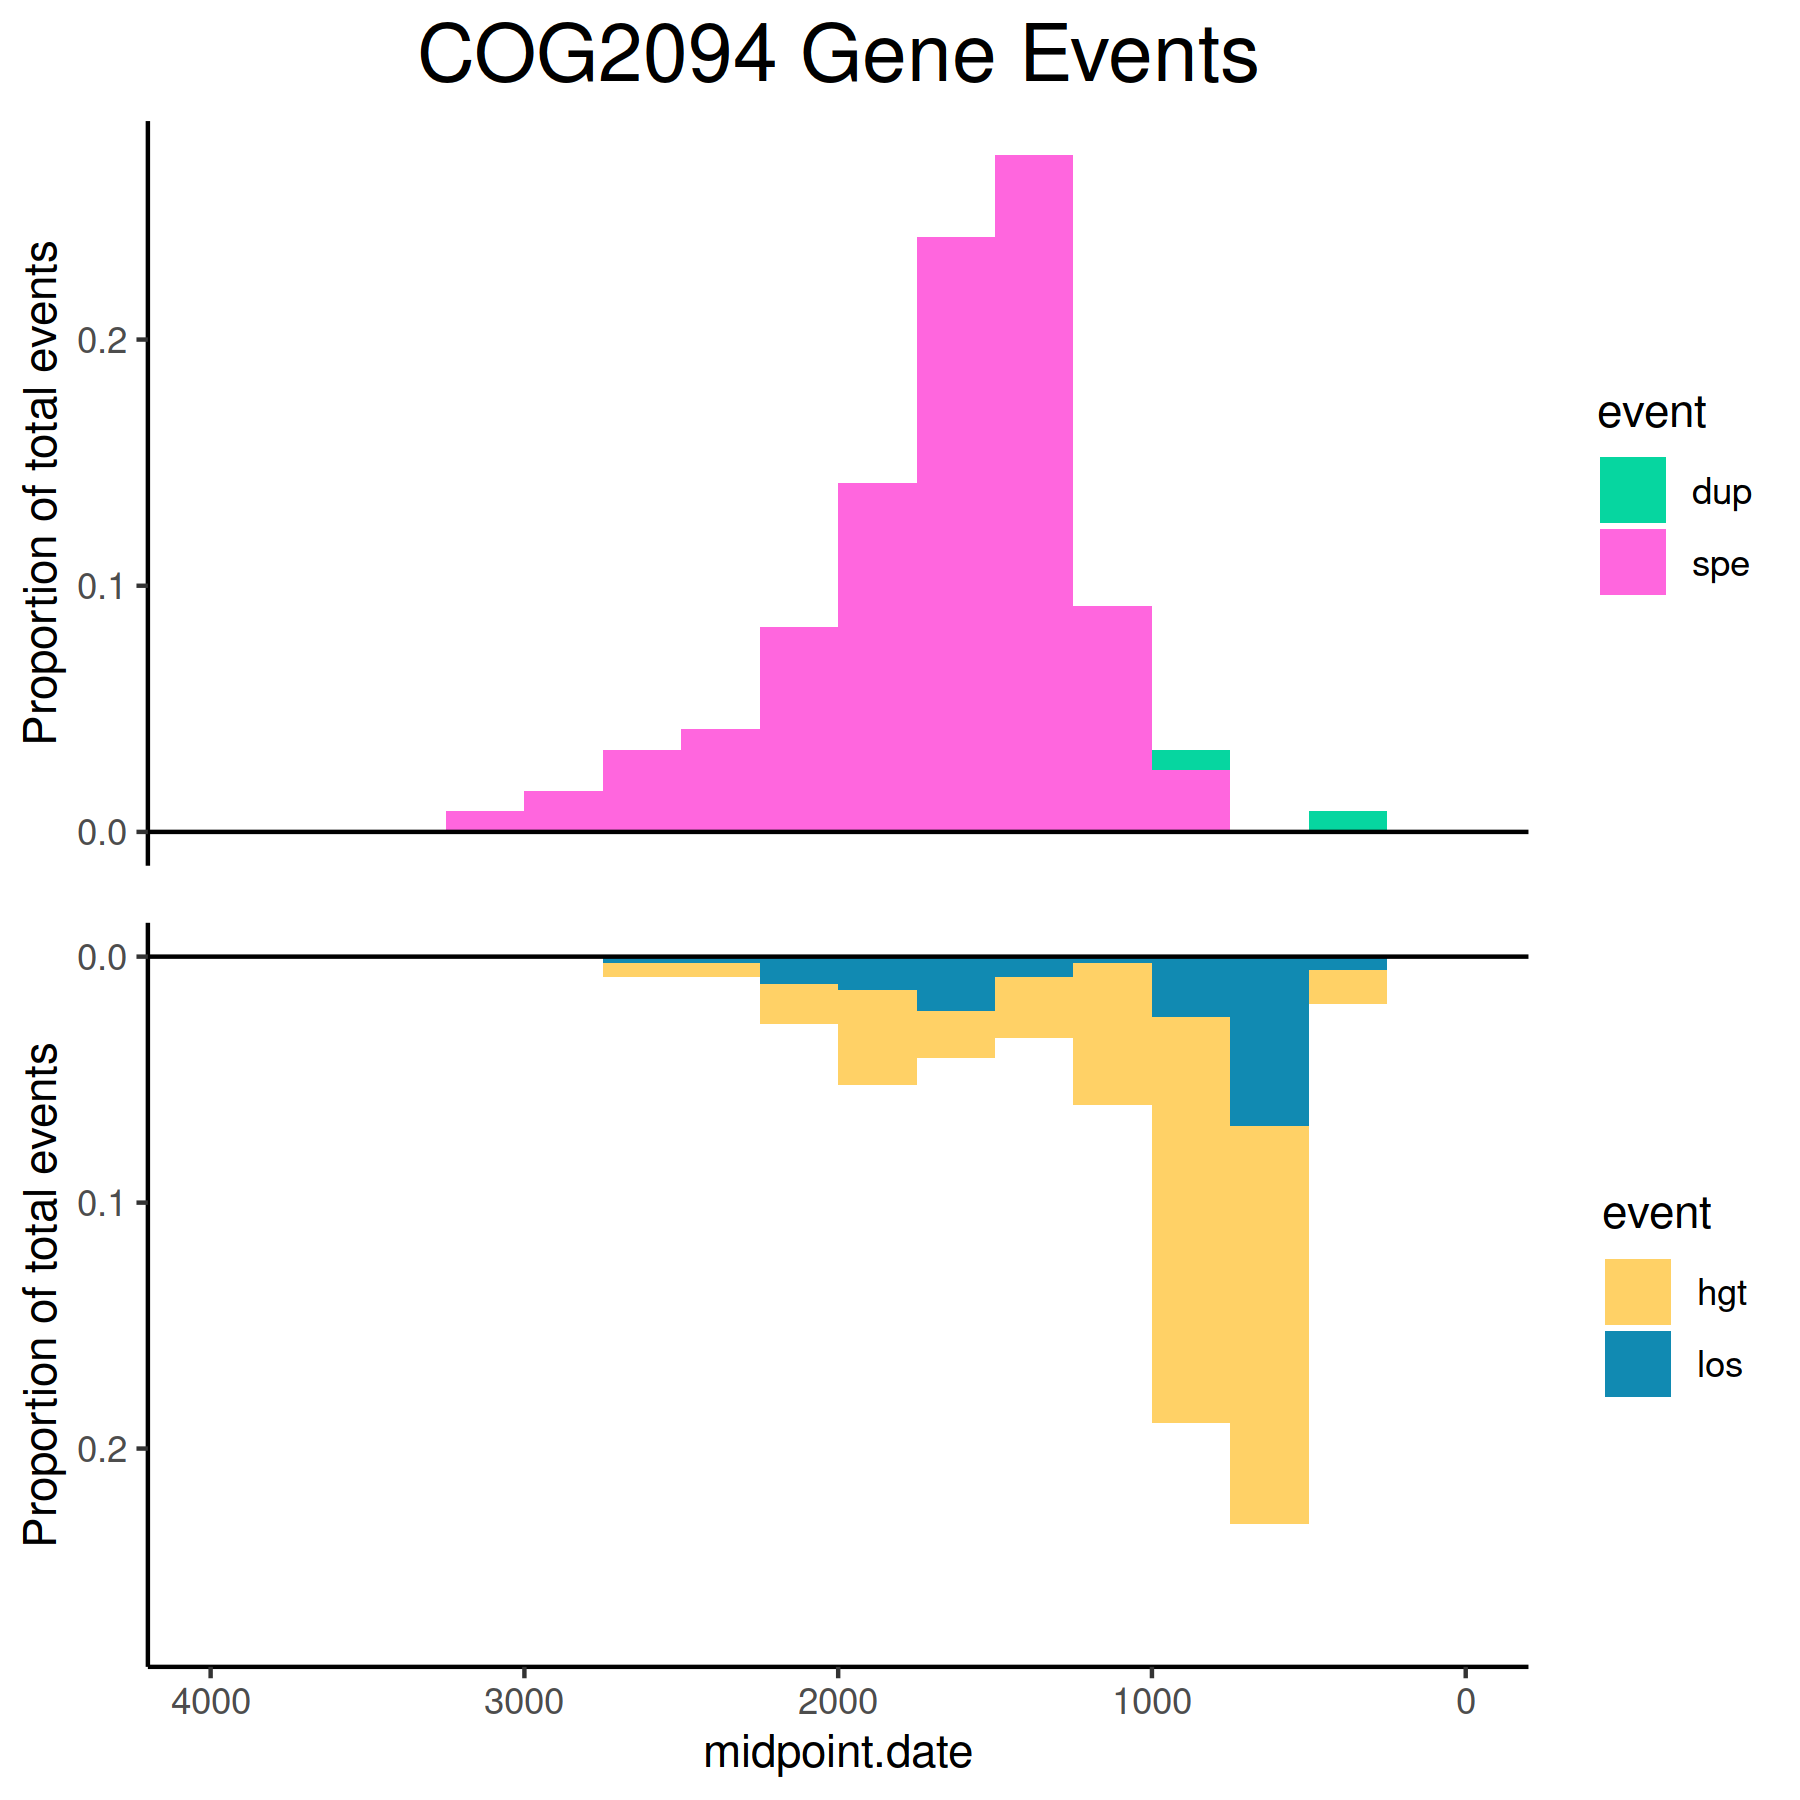 COG2094 Gene Events
Proportion of total events
0.2
0.1
0.0
event
dup
spe
Proportion of total events
0.0
0.1
0.2
event
hgt
los
4000 3000 2000 1000 0
midpoint.date